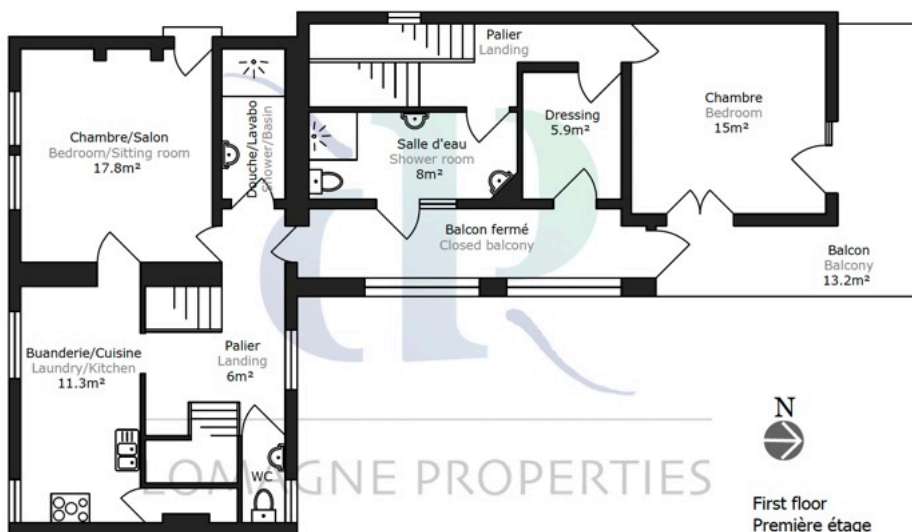 Palier
Landing
Chambre/Salon
Bedroom/Sitting room
17.8m²
Douche/Lavabo
shower/Basin
Salle d'eau
Shower room
8m²
Dressing
5.9m²
Chambre
Bedroom
15m²
Balcon fermé
Closed balcony
Balcon
Balcony
13.2m²
Buanderie/Cuisine
Laundry/Kitchen
11.3m²
Palier
Landing
6m²
WC
LOMAGNE PROPERTIES
N
First floor
Première étage